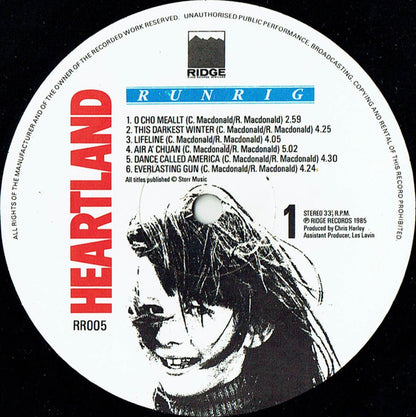 ALL RIGHTS OF THE MANUFACTURER AND OF THE OWNER OF THE RECORDED WORK RESERVED. UNAUTHORISED PUBLIC PERFORMANCE, BROADCASTING, COPYING AND RENTAL OF THIS RECORD PROHIBITED.
RIDGE
RUNRIG
HEARTLAND
1. O CHO MEALLT (C. Macdonald/R. Macdonald) 2.59
2. THIS DARKEST WINTER (C. Macdonald/R. Macdonald) 4.25
3. LIFELINE (C. Macdonald/R. Macdonald) 4.05
4. AIR A' CHUAN (C. Macdonald/R. Macdonald) 5.02
5. DANCE CALLED AMERICA (C. Macdonald/R. Macdonald) 4.30
6. EVERLASTING GUN (C. Macdonald/R. Macdonald) 4.24
All titles published © Storr Music
1
STEREO 33⅓ R.P.M.
℗ RIDGE RECORDS 1985
Produced by Chris Harley
Assistant Producer, Les Lavin
RR005